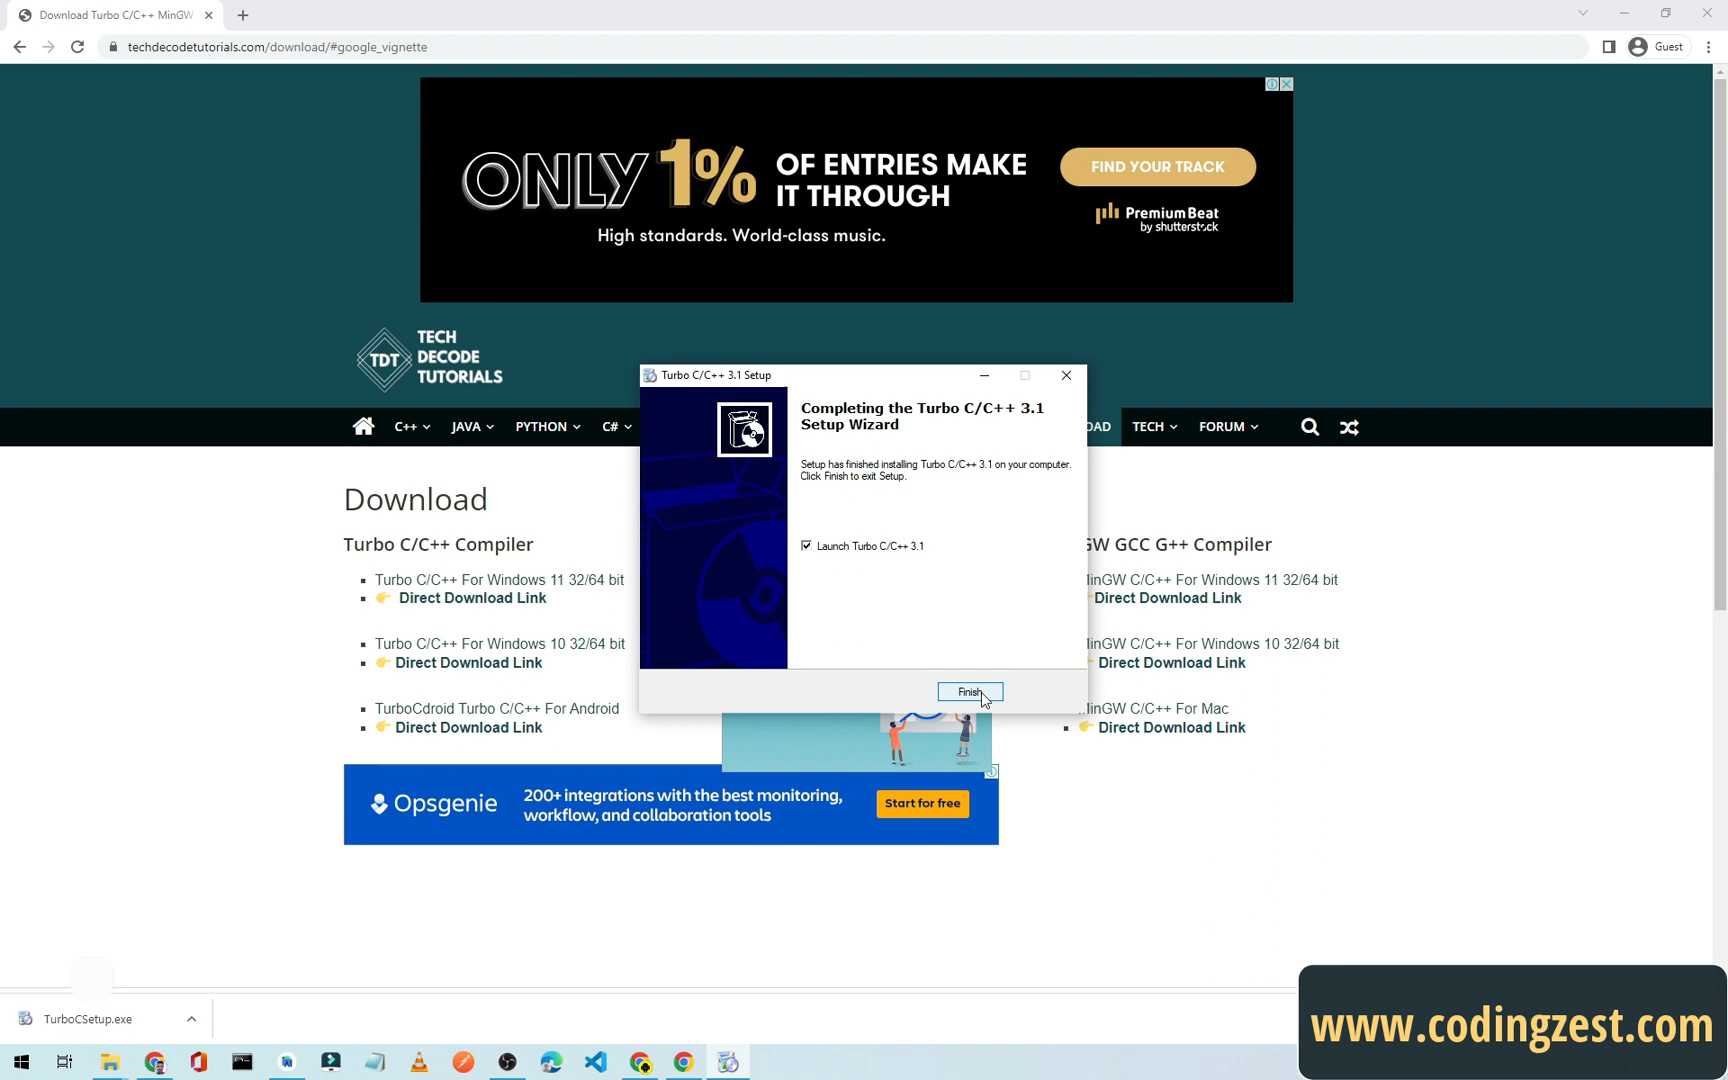 Download Turbo C/C++ MinGW
techdecodetutorials.com/download/#google_vignette
Guest
ONLY 1% OF ENTRIES MAKE
IT THROUGH
High standards. World-class music.
FIND YOUR TRACK
PremiumBeat
by shutterstock
TDT
TECH
DECODE
TUTORIALS
C++
JAVA
PYTHON
C#
OAD
TECH
FORUM
Download
Turbo C/C++ Compiler
Turbo C/C++ For Windows 11 32/64 bit
Direct Download Link
Turbo C/C++ For Windows 10 32/64 bit
Direct Download Link
TurboCdroid Turbo C/C++ For Android
Direct Download Link
Turbo C/C++ 3.1 Setup
Completing the Turbo C/C++ 3.1
Setup Wizard
Setup has finished installing Turbo C/C++ 3.1 on your computer.
Click Finish to exit Setup.
Launch Turbo C/C++ 3.1
Finish
GW GCC G++ Compiler
inGW C/C++ For Windows 11 32/64 bit
Direct Download Link
inGW C/C++ For Windows 10 32/64 bit
Direct Download Link
inGW C/C++ For Mac
Direct Download Link
Opsgenie
200+ integrations with the best monitoring,
workflow, and collaboration tools
Start for free
TurboCSetup.exe
www.codingzest.com